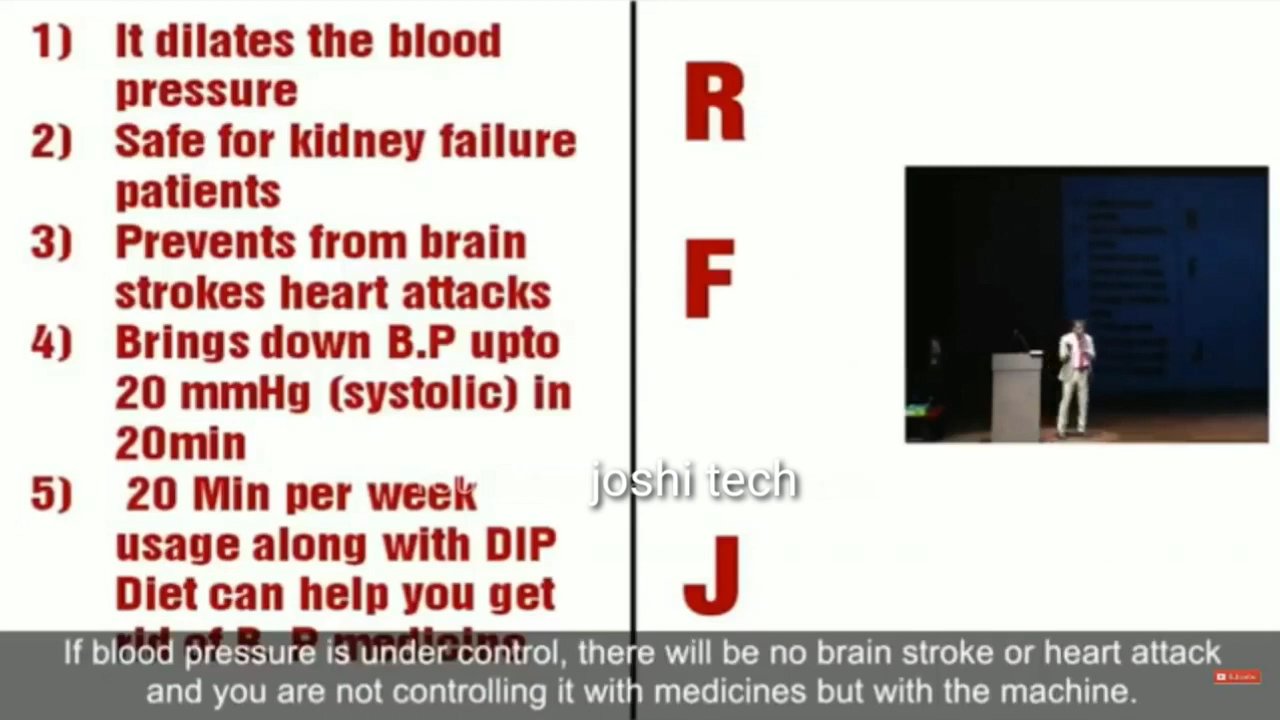 1) It dilates the blood
pressure
2) Safe for kidney failure
patients
3) Prevents from brain
strokes heart attacks
4) Brings down B.P upto
20 mmHg (systolic) in
20min
5) 20 Min per week
usage along with DIP
Diet can help you get
rid of B. P medicine
R
F
J
joshi tech
If blood pressure is under control, there will be no brain stroke or heart attack
and you are not controlling it with medicines but with the machine.